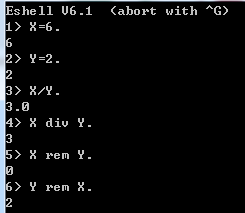 Eshell V6.1  (abort with ^G)
1> X=6.
6
2> Y=2.
2
3> X/Y.
3.0
4> X div Y.
3
5> X rem Y.
0
6> Y rem X.
2